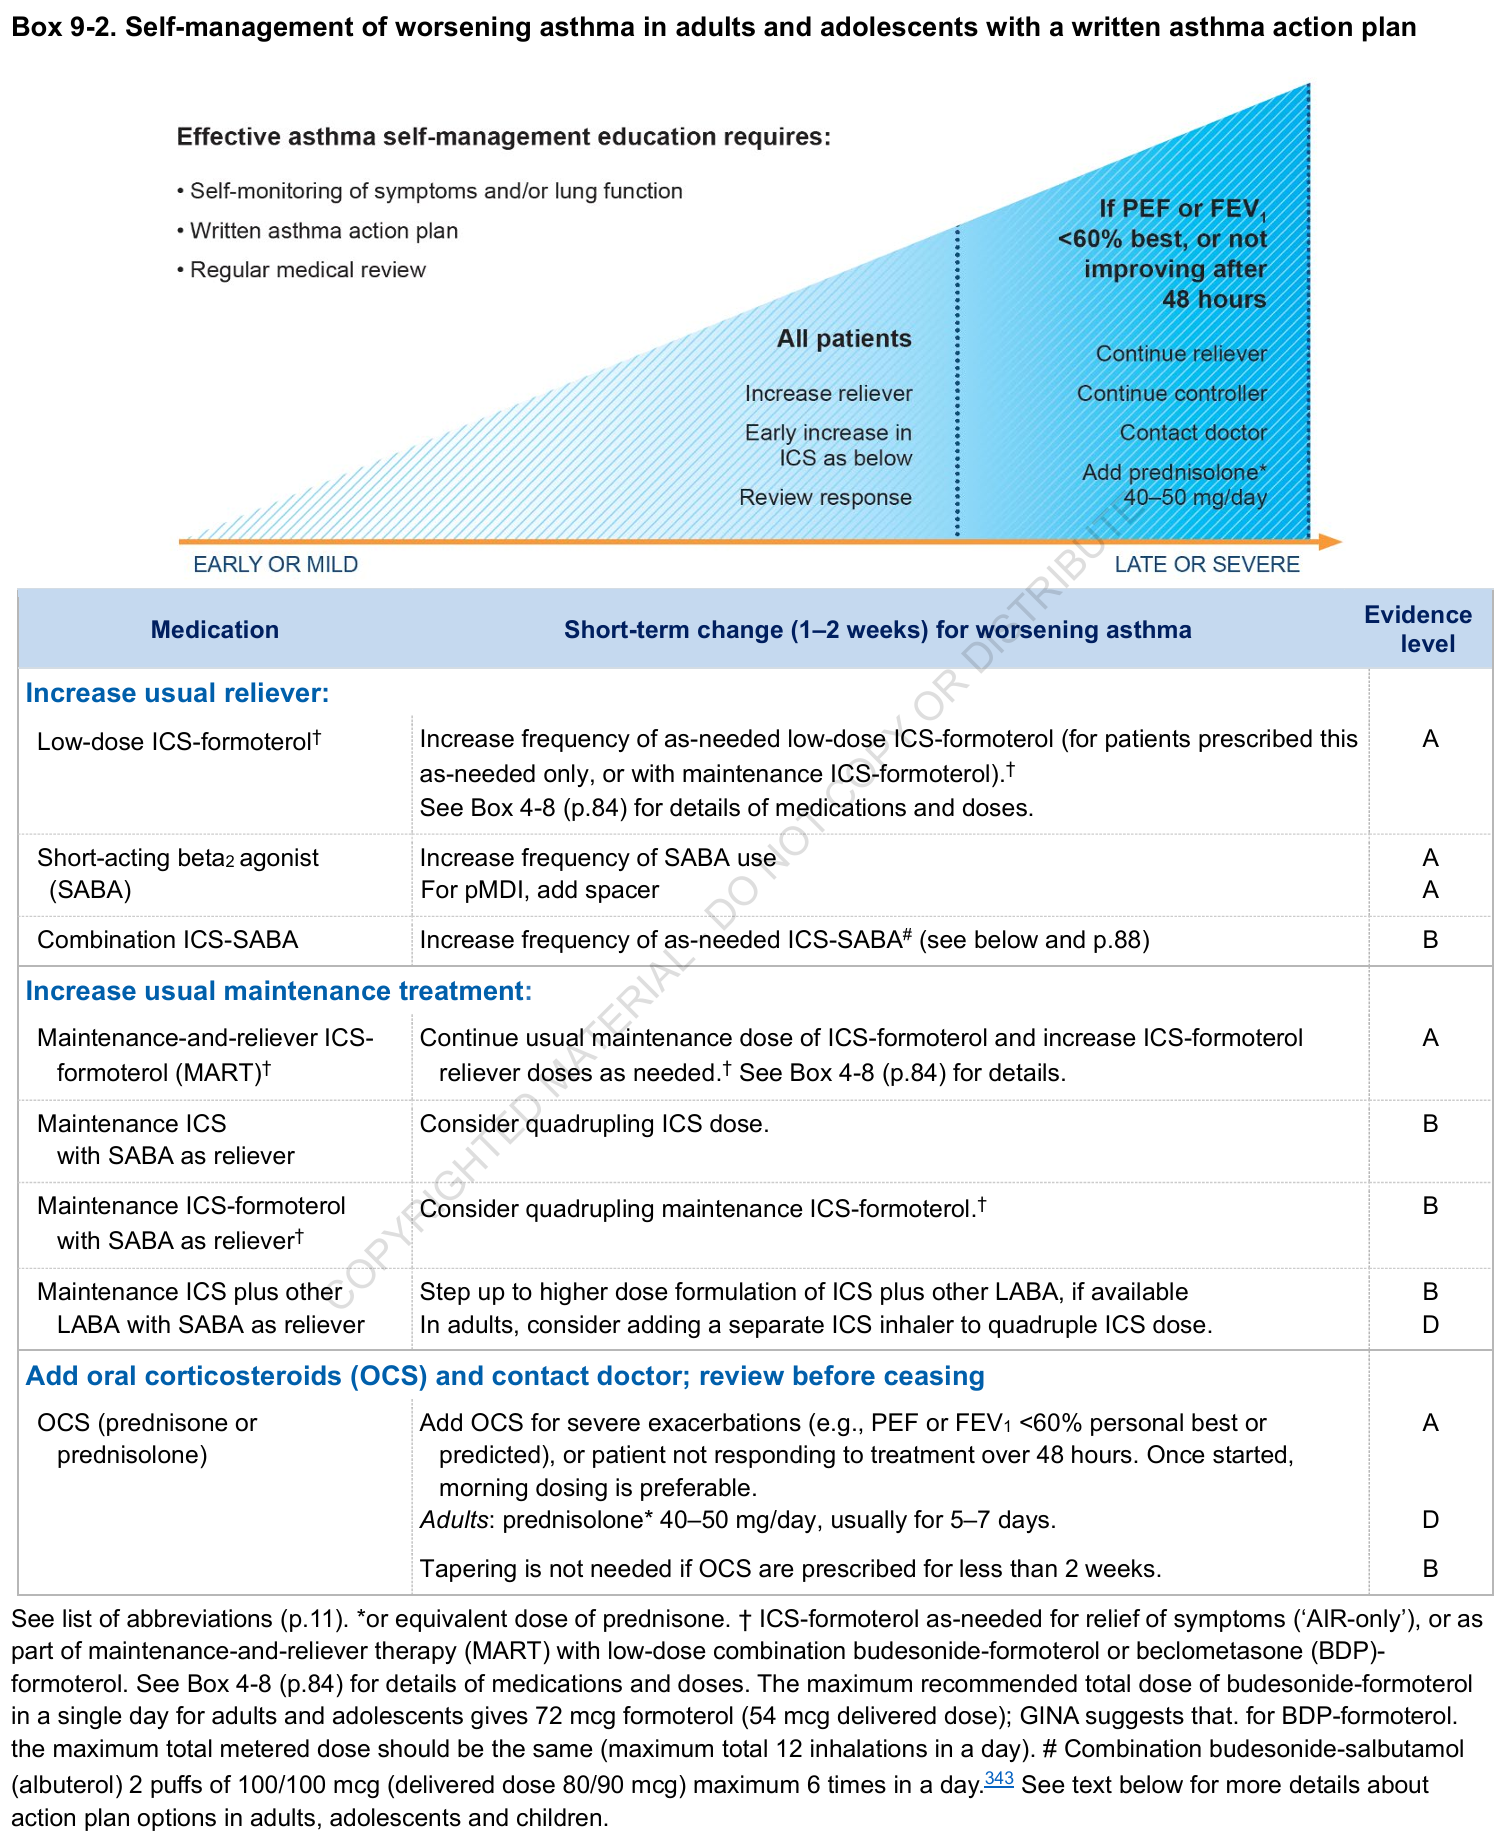 Box 9-2. Self-management of worsening asthma in adults and adolescents with a written asthma action plan
Effective asthma self-management education requires:
• Self-monitoring of symptoms and/or lung function
• Written asthma action plan
• Regular medical review
All patients
Increase reliever
Early increase in
ICS as below
Review response
If PEF or FEV₁
<60% best, or not
improving after
48 hours
Continue reliever
Continue controller
Contact doctor
Add prednisolone*
40–50 mg/day
EARLY OR MILD
LATE OR SEVERE
Medication
Short-term change (1–2 weeks) for worsening asthma
Evidence
level
Increase usual reliever:
Low-dose ICS-formoterol†
Increase frequency of as-needed low-dose ICS-formoterol (for patients prescribed this
as-needed only, or with maintenance ICS-formoterol).†
See Box 4-8 (p.84) for details of medications and doses.
A
Short-acting beta₂ agonist
(SABA)
Increase frequency of SABA use
For pMDI, add spacer
A
A
Combination ICS-SABA
Increase frequency of as-needed ICS-SABA# (see below and p.88)
B
Increase usual maintenance treatment:
Maintenance-and-reliever ICS-
formoterol (MART)†
Continue usual maintenance dose of ICS-formoterol and increase ICS-formoterol
reliever doses as needed.† See Box 4-8 (p.84) for details.
A
Maintenance ICS
with SABA as reliever
Consider quadrupling ICS dose.
B
Maintenance ICS-formoterol
with SABA as reliever†
Consider quadrupling maintenance ICS-formoterol.†
B
Maintenance ICS plus other
LABA with SABA as reliever
Step up to higher dose formulation of ICS plus other LABA, if available
In adults, consider adding a separate ICS inhaler to quadruple ICS dose.
B
D
Add oral corticosteroids (OCS) and contact doctor; review before ceasing
OCS (prednisone or
prednisolone)
Add OCS for severe exacerbations (e.g., PEF or FEV₁ <60% personal best or
predicted), or patient not responding to treatment over 48 hours. Once started,
morning dosing is preferable.
A
Adults: prednisolone* 40–50 mg/day, usually for 5–7 days.
D
Tapering is not needed if OCS are prescribed for less than 2 weeks.
B
See list of abbreviations (p.11). *or equivalent dose of prednisone. † ICS-formoterol as-needed for relief of symptoms (‘AIR-only’), or as
part of maintenance-and-reliever therapy (MART) with low-dose combination budesonide-formoterol or beclometasone (BDP)-
formoterol. See Box 4-8 (p.84) for details of medications and doses. The maximum recommended total dose of budesonide-formoterol
in a single day for adults and adolescents gives 72 mcg formoterol (54 mcg delivered dose); GINA suggests that. for BDP-formoterol.
the maximum total metered dose should be the same (maximum total 12 inhalations in a day). # Combination budesonide-salbutamol
(albuterol) 2 puffs of 100/100 mcg (delivered dose 80/90 mcg) maximum 6 times in a day.343 See text below for more details about
action plan options in adults, adolescents and children.
COPYRIGHTED MATERIAL - DO NOT COPY OR DISTRIBUTE